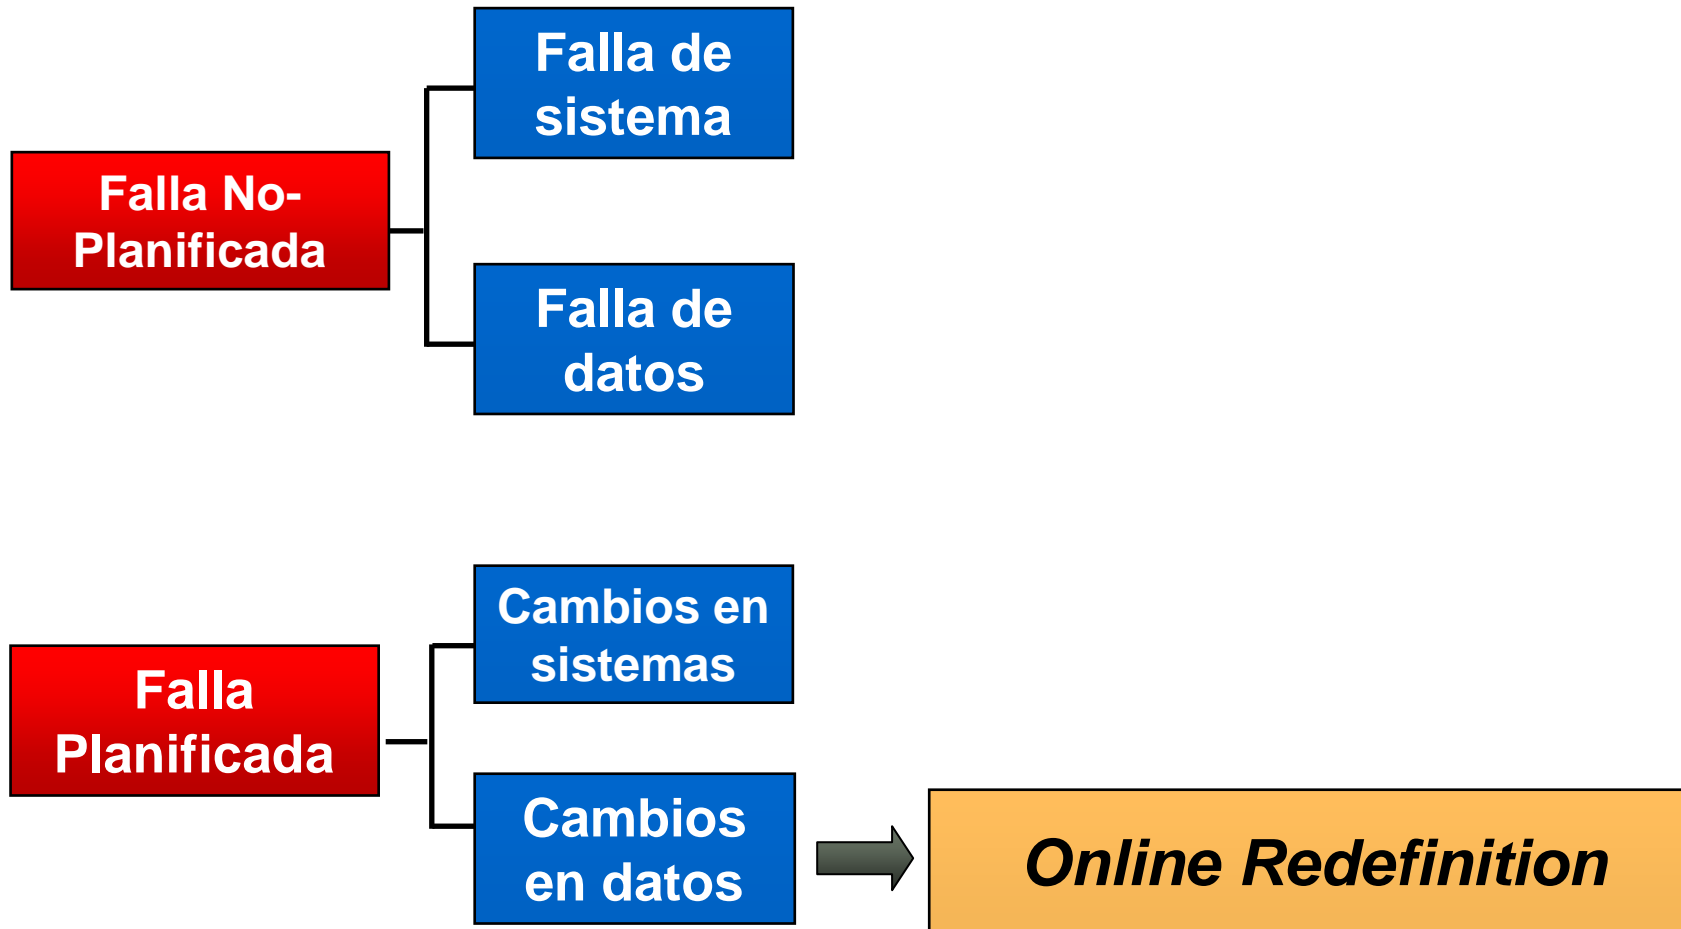 Falla de
sistema
Falla No-
Planificada
Falla de
datos
Cambios en
sistemas
Falla
Planificada
Cambios
en datos
Online Redefinition